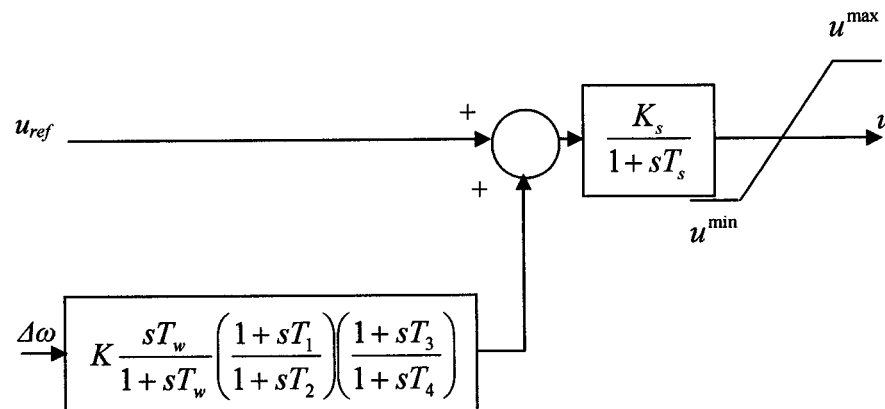 u^max
u_ref
+
+
K_s
1 + sT_s
u^min
Δω
K sT_w / 1 + sT_w (1 + sT_1 / 1 + sT_2)(1 + sT_3 / 1 + sT_4)